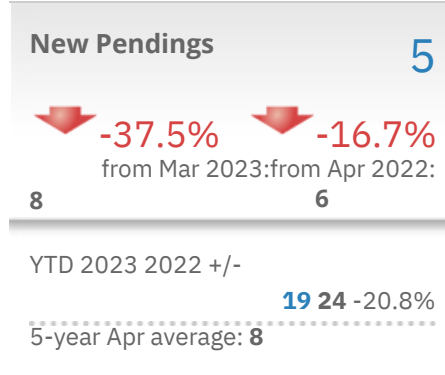 New Pendings 5
-37.5% -16.7%
from Mar 2023:from Apr 2022:
8 6
YTD 2023 2022 +/-
19 24 -20.8%
5-year Apr average: 8